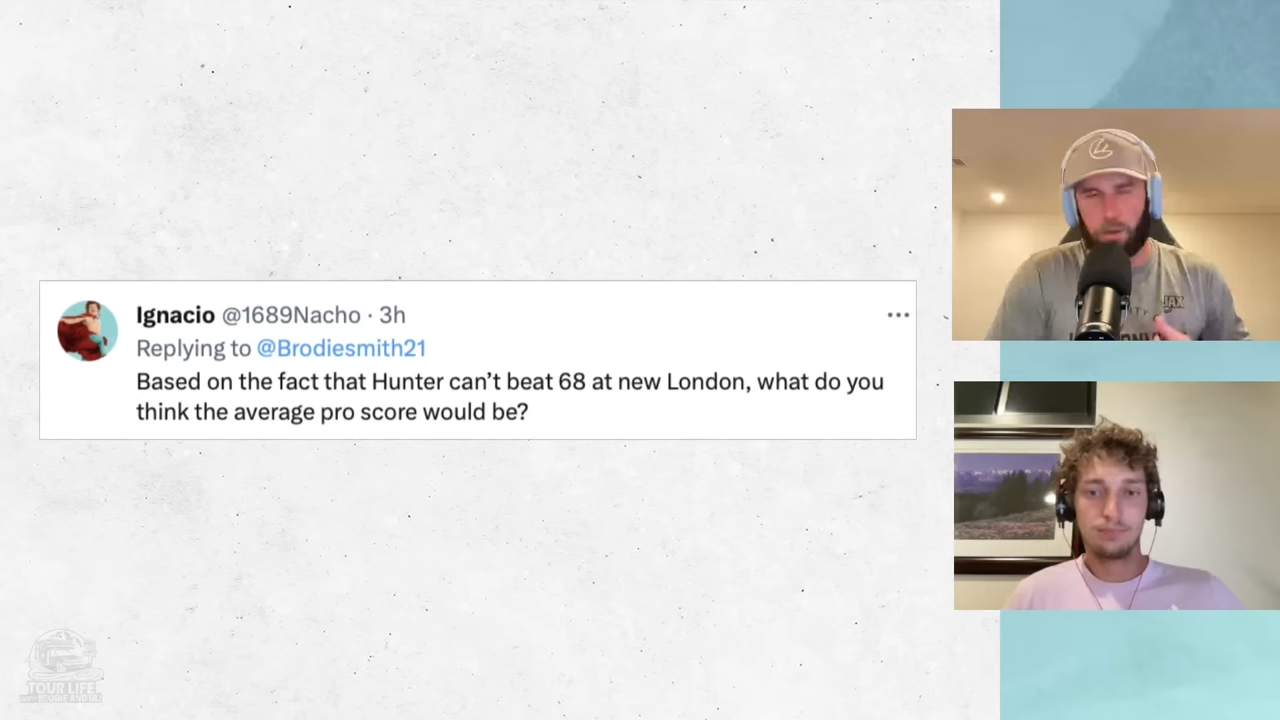 Ignacio @1689Nacho · 3h
Replying to @Brodiesmith21
Based on the fact that Hunter can’t beat 68 at new London, what do you
think the average pro score would be?
JAX
TOUR LIFE